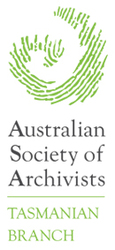 Australian
Society of
Archivists
TASMANIAN
BRANCH